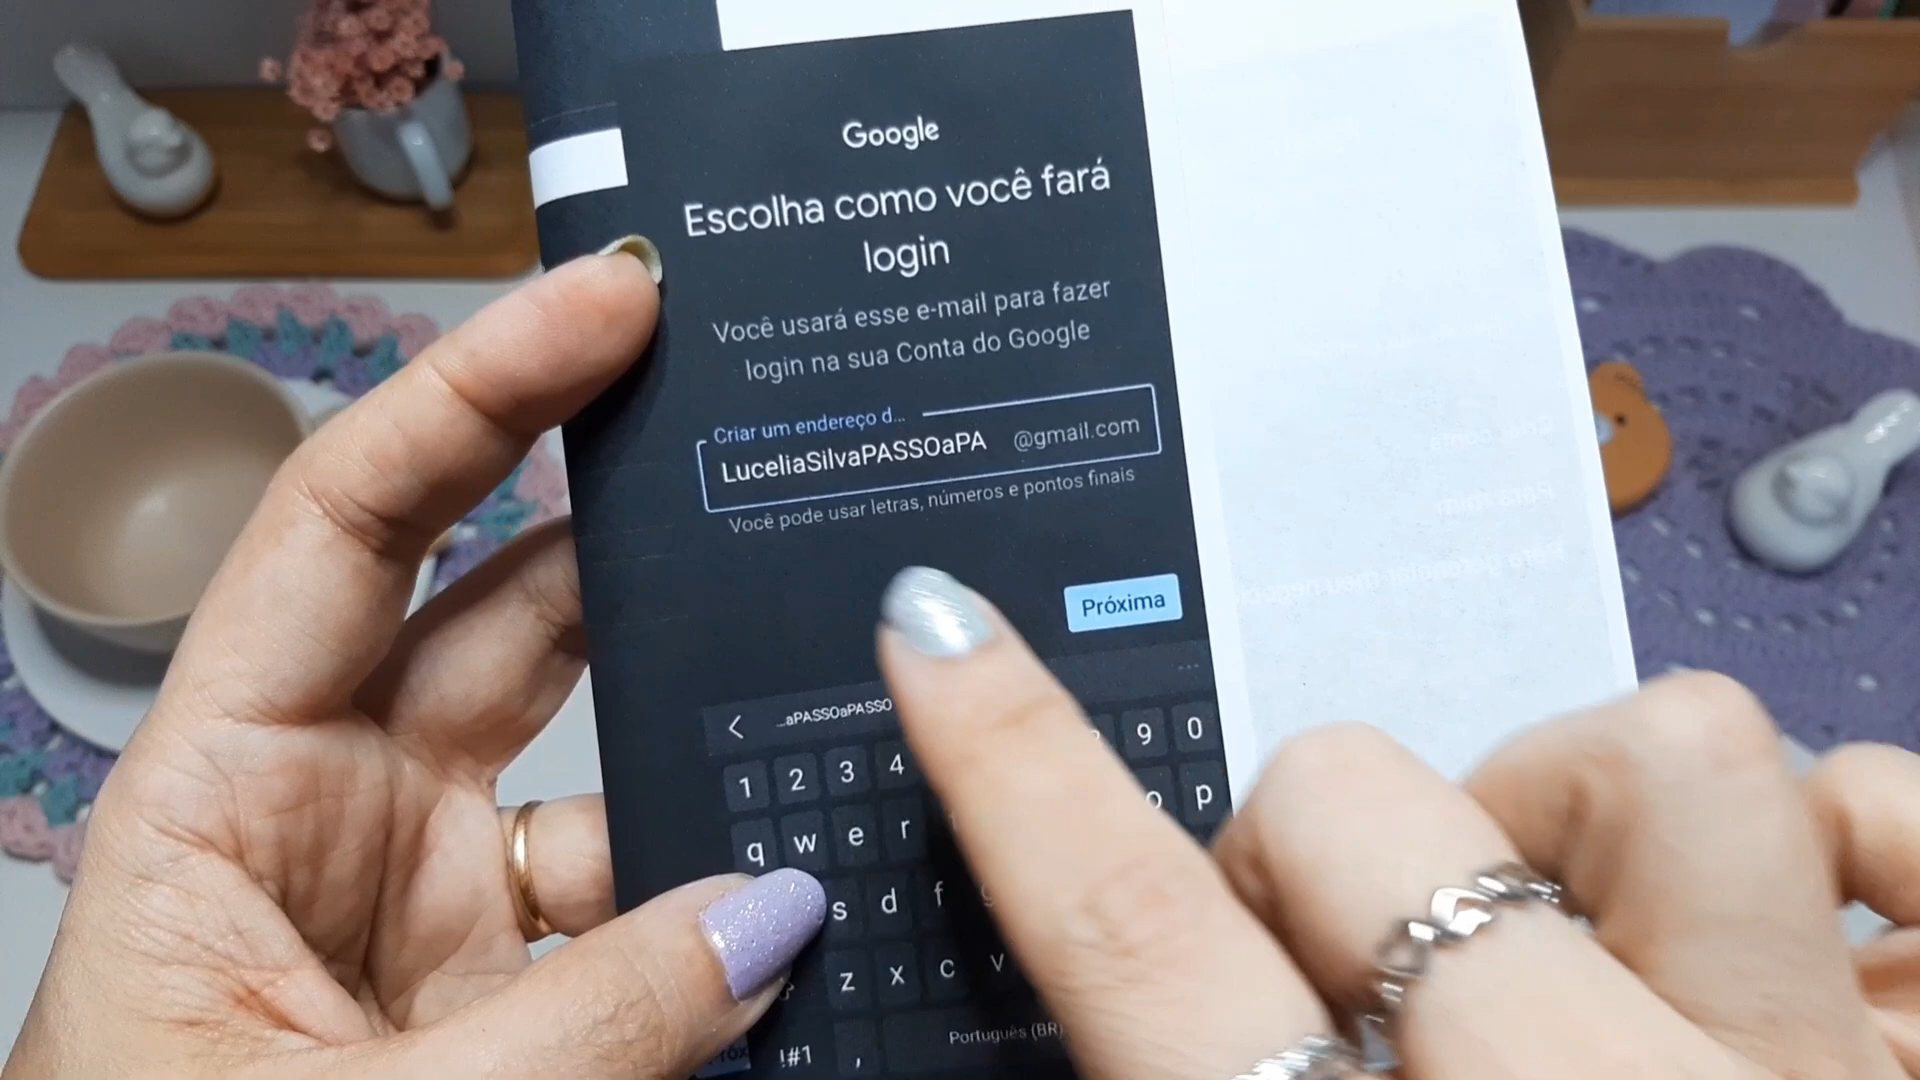 Google
Escolha como você fará
login
Você usará esse e-mail para fazer
login na sua Conta do Google
Criar um endereço d...
LuceliaSilvaPASSOaPA @gmail.com
Você pode usar letras, números e pontos finais
Próxima
...aPASSOaPASSO
1 2 3 4 9 0
q w e r o p
s d f g
z x c v
!#1 , Português (BR)